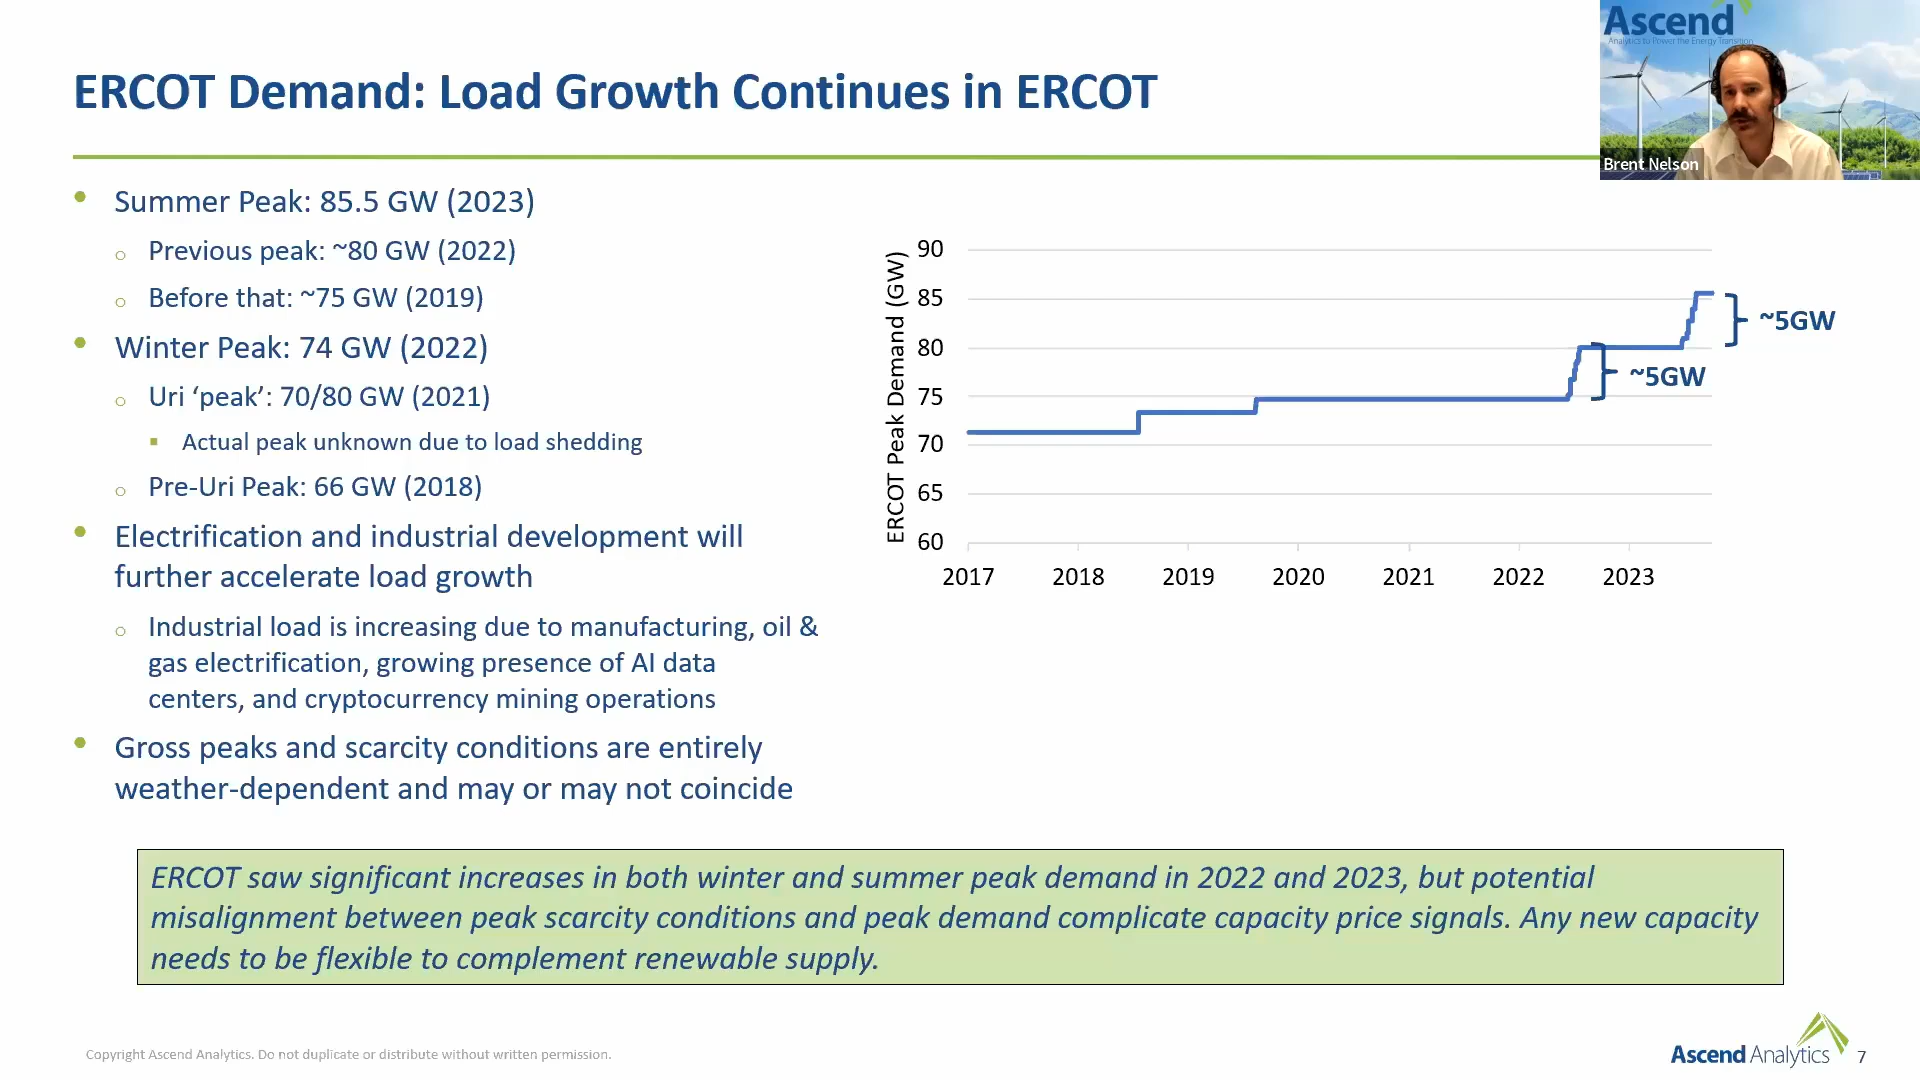 Ascend
Analytics to Power the Energy Transition
Brent Nelson
ERCOT Demand: Load Growth Continues in ERCOT
• Summer Peak: 85.5 GW (2023)
o Previous peak: ~80 GW (2022)
o Before that: ~75 GW (2019)
• Winter Peak: 74 GW (2022)
o Uri ‘peak’: 70/80 GW (2021)
▪ Actual peak unknown due to load shedding
o Pre-Uri Peak: 66 GW (2018)
• Electrification and industrial development will
further accelerate load growth
o Industrial load is increasing due to manufacturing, oil &
gas electrification, growing presence of AI data
centers, and cryptocurrency mining operations
• Gross peaks and scarcity conditions are entirely
weather-dependent and may or may not coincide
ERCOT Peak Demand (GW)
90
85
80
75
70
65
60
2017 2018 2019 2020 2021 2022 2023
~5GW
~5GW
ERCOT saw significant increases in both winter and summer peak demand in 2022 and 2023, but potential
misalignment between peak scarcity conditions and peak demand complicate capacity price signals. Any new capacity
needs to be flexible to complement renewable supply.
Copyright Ascend Analytics. Do not duplicate or distribute without written permission.
Ascend Analytics
7